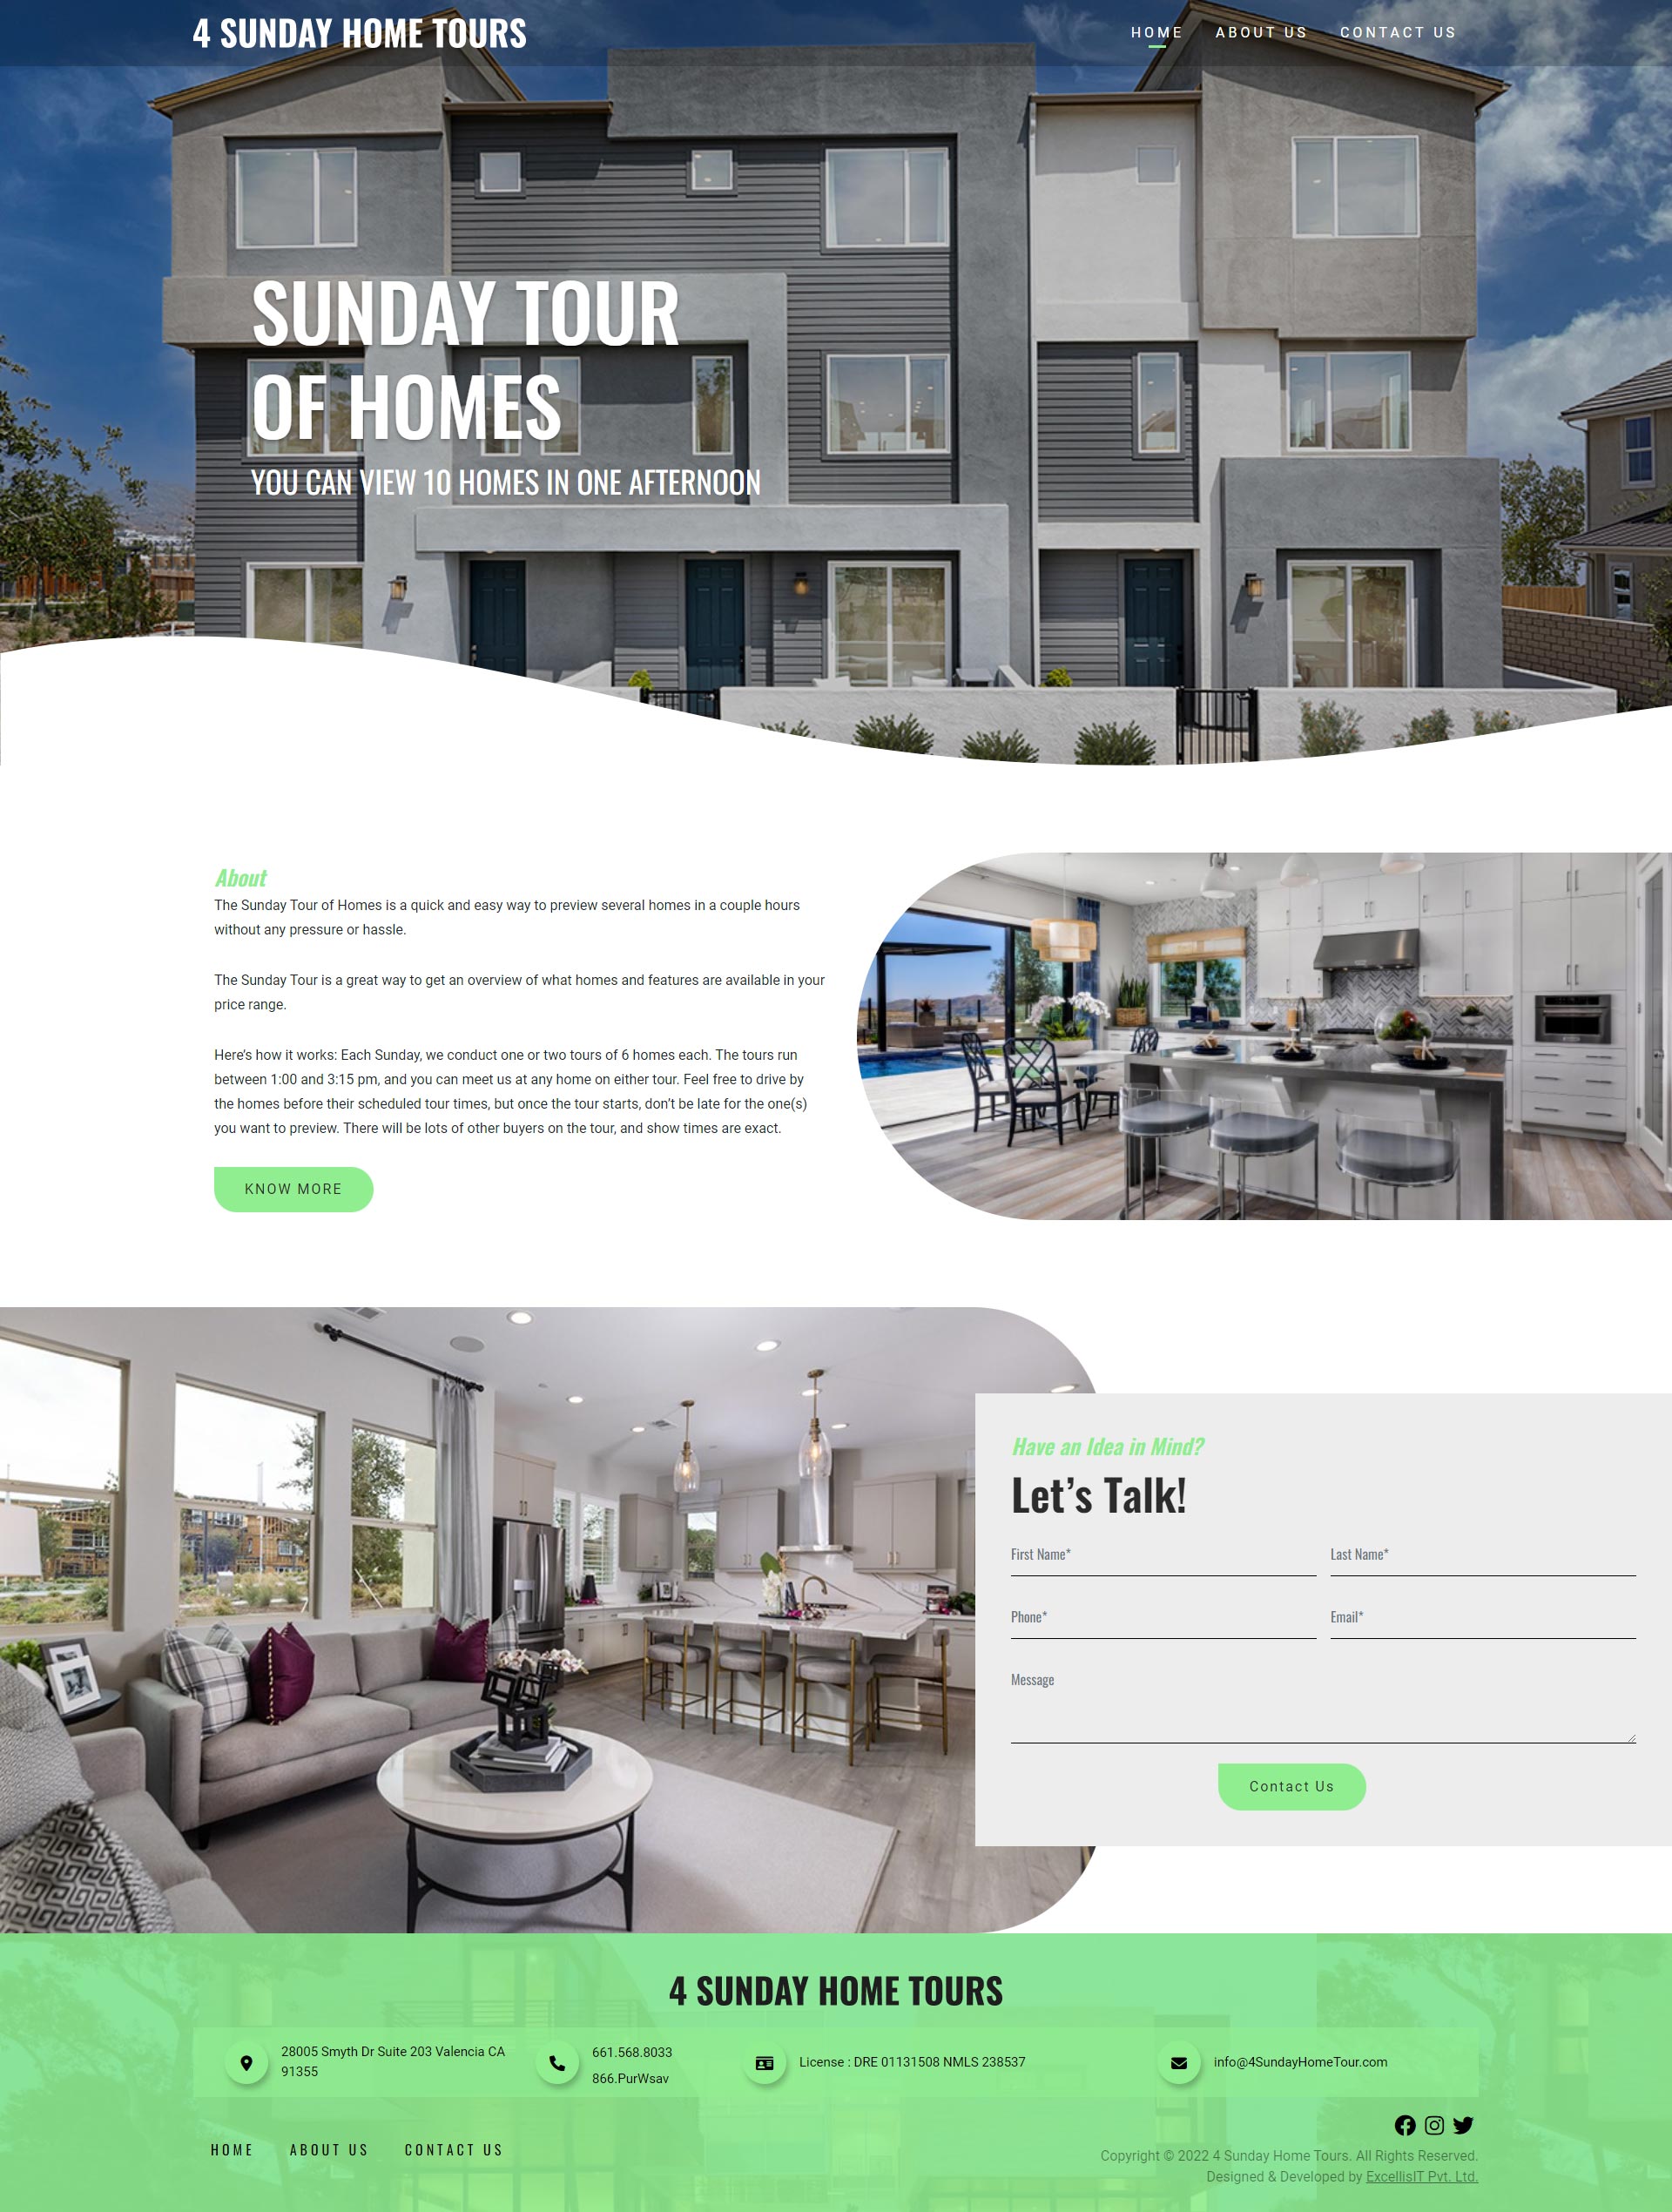 4 SUNDAY HOME TOURS
HOME ABOUT US CONTACT US
SUNDAY TOUR
OF HOMES
YOU CAN VIEW 10 HOMES IN ONE AFTERNOON
About
The Sunday Tour of Homes is a quick and easy way to preview several homes in a couple hours
without any pressure or hassle.
The Sunday Tour is a great way to get an overview of what homes and features are available in your
price range.
Here’s how it works: Each Sunday, we conduct one or two tours of 6 homes each. The tours run
between 1:00 and 3:15 pm, and you can meet us at any home on either tour. Feel free to drive by
the homes before their scheduled tour times, but once the tour starts, don’t be late for the one(s)
you want to preview. There will be lots of other buyers on the tour, and show times are exact.
KNOW MORE
Have an Idea in Mind?
Let’s Talk!
First Name* Last Name*
Phone* Email*
Message
Contact Us
4 SUNDAY HOME TOURS
28005 Smyth Dr Suite 203 Valencia CA
91355
661.568.8033
866.PurWsav
License : DRE 01131508 NMLS 238537
info@4SundayHomeTour.com
HOME ABOUT US CONTACT US
Copyright © 2022 4 Sunday Home Tours. All Rights Reserved.
Designed & Developed by ExcellisIT Pvt. Ltd.